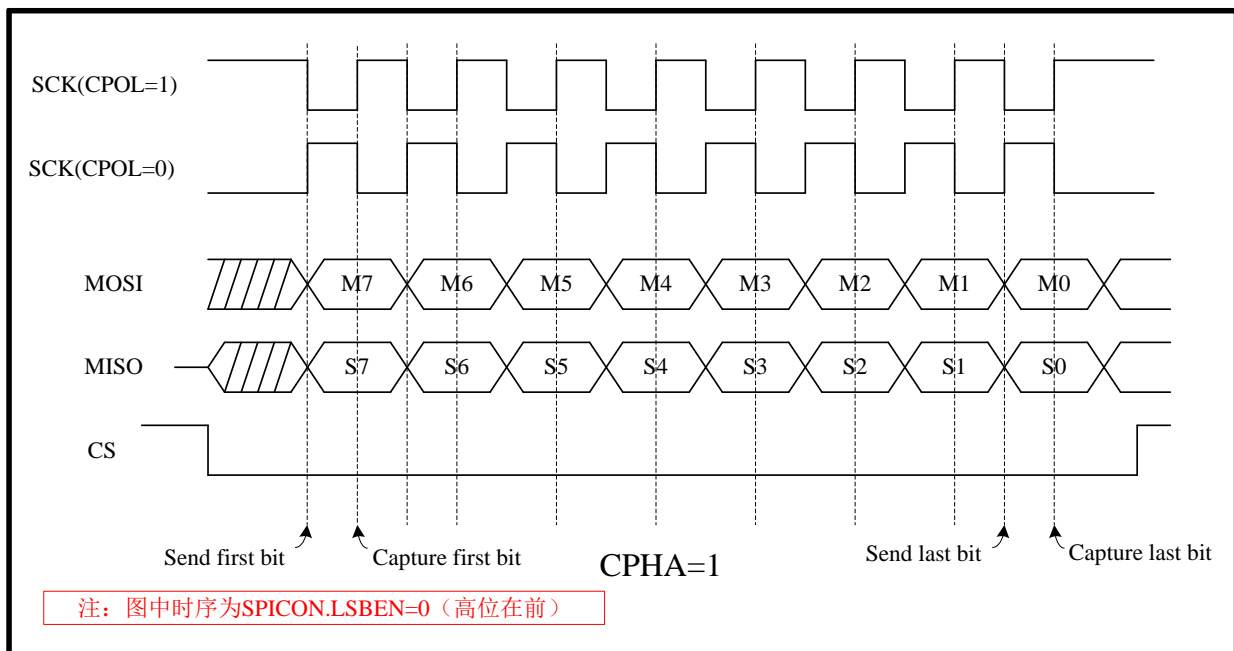 SCK(CPOL=1)
SCK(CPOL=0)
MOSI M7 M6 M5 M4 M3 M2 M1 M0
MISO S7 S6 S5 S4 S3 S2 S1 S0
CS
Send first bit Capture first bit Send last bit Capture last bit
CPHA=1
注：图中时序为SPICON.LSBEN=0（高位在前）